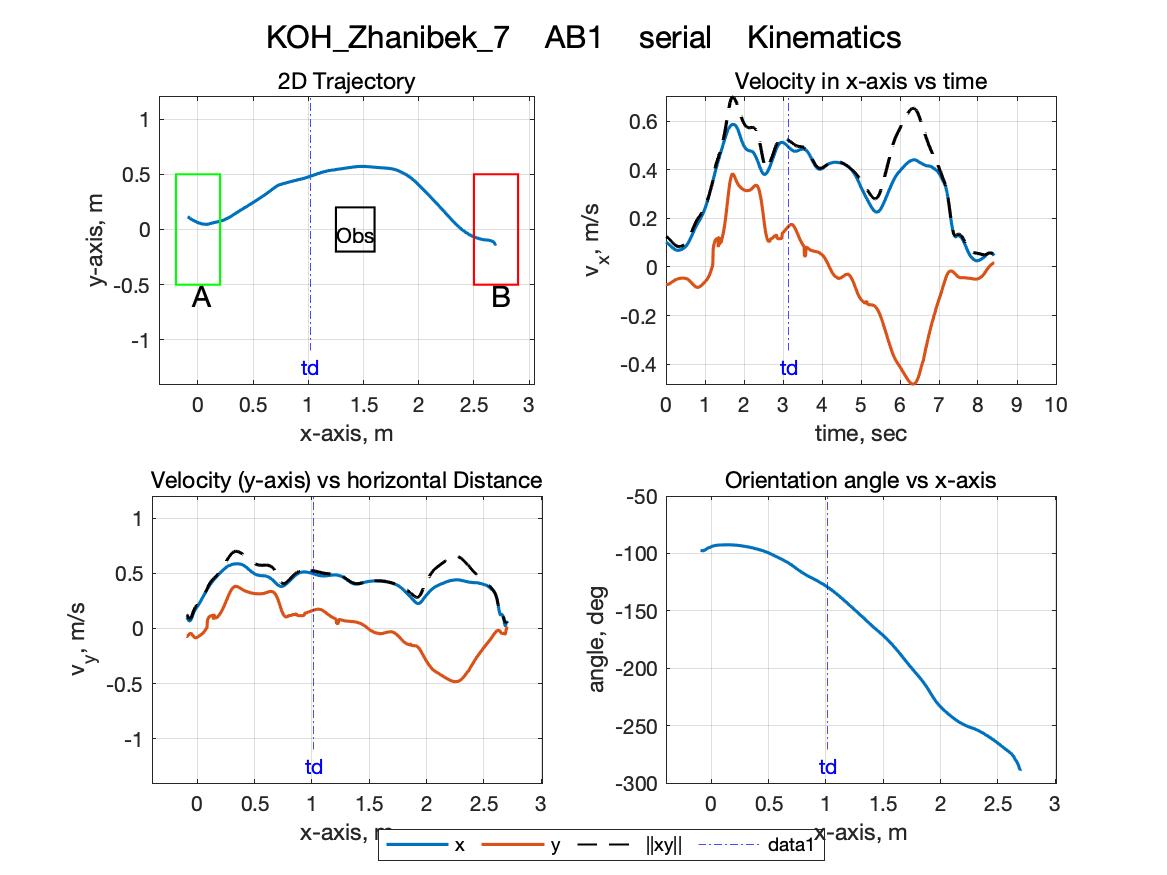 KOH_Zhanibek_7 AB1 serial Kinematics
2D Trajectory
y-axis, m
1
0.5
0
-0.5
-1
A
Obs
B
td
0 0.5 1 1.5 2 2.5 3
x-axis, m
Velocity in x-axis vs time
v_x, m/s
0.6
0.4
0.2
0
-0.2
-0.4
td
0 1 2 3 4 5 6 7 8 9 10
time, sec
Velocity (y-axis) vs horizontal Distance
v_y, m/s
1
0.5
0
-0.5
-1
td
0 0.5 1 1.5 2 2.5 3
x-axis, m
Orientation angle vs x-axis
angle, deg
-50
-100
-150
-200
-250
-300
td
0 0.5 1 1.5 2 2.5 3
x-axis, m
x y ||xy|| data1